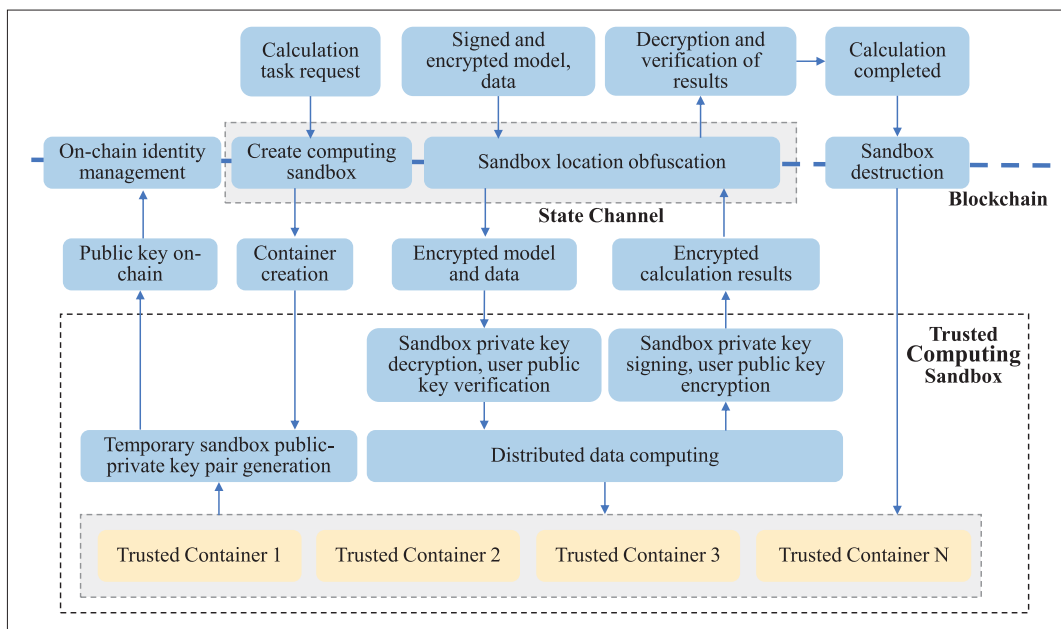 Calculation
task request
Signed and
encrypted model,
data
Decryption and
verification of
results
Calculation
completed
On-chain identity
management
Create computing
sandbox
Sandbox location obfuscation
Sandbox
destruction
State Channel
Blockchain
Public key on-
chain
Container
creation
Encrypted model
and data
Encrypted
calculation results
Sandbox private key
decryption, user public
key verification
Sandbox private key
signing, user public key
encryption
Trusted
Computing
Sandbox
Temporary sandbox public-
private key pair generation
Distributed data computing
Trusted Container 1
Trusted Container 2
Trusted Container 3
Trusted Container N